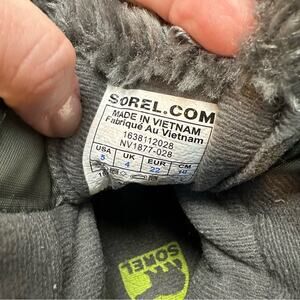 SOREL.COM
MADE IN VIETNAM
Fabriqué Au Vietnam
1638112028
NV1877-028
USA UK EUR CM
5 4 22
SOREL